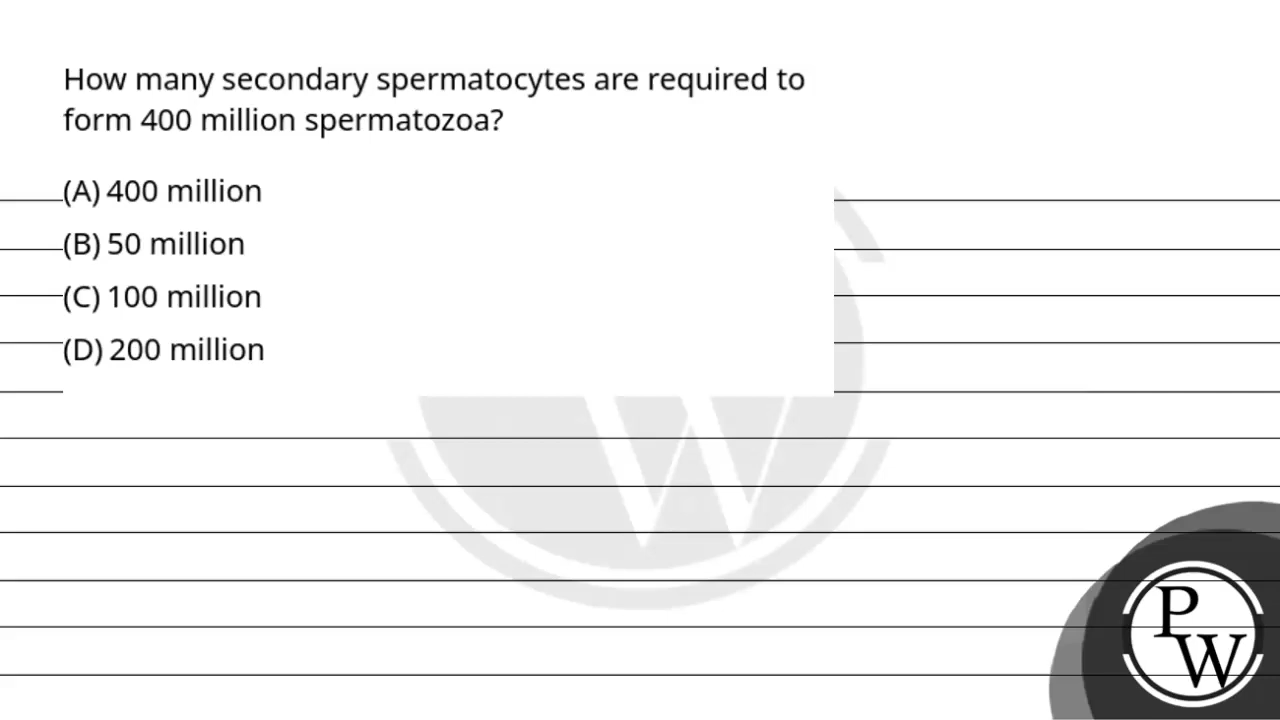 How many secondary spermatocytes are required to
form 400 million spermatozoa?
(A) 400 million
(B) 50 million
(C) 100 million
(D) 200 million
W
P
W